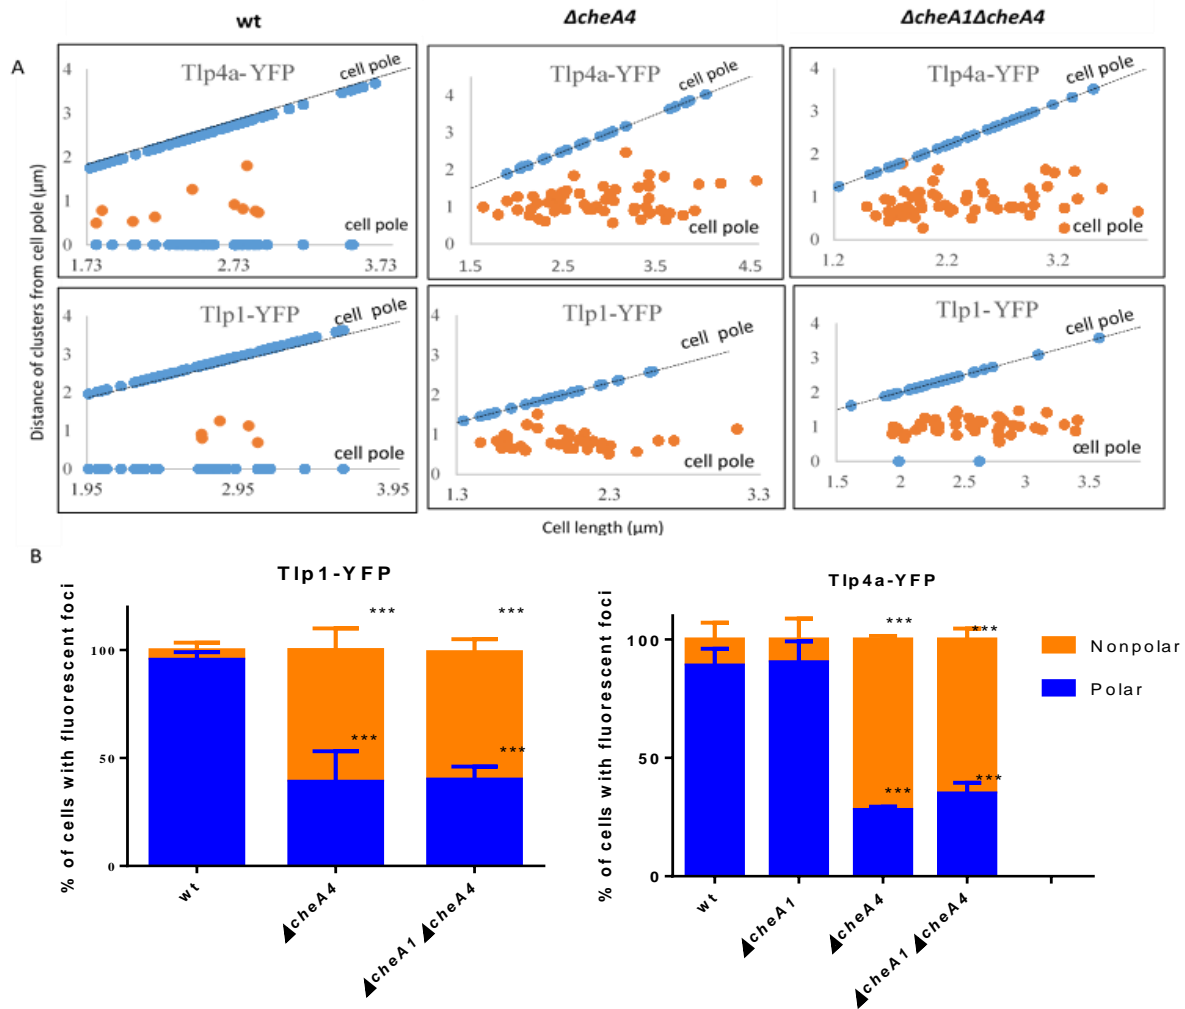 wt
ΔcheA4
ΔcheA1ΔcheA4
A
Distance of clusters from cell pole (μm)
Tlp4a-YFP
cell pole
4
3
2
1
0
cell pole
1.73 2.73 3.73
Tlp4a-YFP
cell pole
4
3
2
1
0
cell pole
1.5 2.5 3.5 4.5
Tlp4a-YFP
cell pole
4
3
2
1
0
cell pole
1.2 2.2 3.2
Tlp1-YFP
cell pole
4
3
2
1
0
cell pole
1.95 2.95 3.95
Tlp1-YFP
cell pole
4
3
2
1
0
cell pole
1.3 2.3 3.3
Tlp1-YFP
cell pole
4
3
2
1
0
cell pole
1.5 2 2.5 3 3.5
Cell length (μm)
B
Tlp1-YFP
% of cells with fluorescent foci
100
50
0
*** ***
*** ***
wt
▲cheA4
▲cheA1 ▲cheA4
Tlp4a-YFP
% of cells with fluorescent foci
100
50
0
*** ***
*** ***
wt
▲cheA1
▲cheA4
▲cheA1 ▲cheA4
Nonpolar
Polar